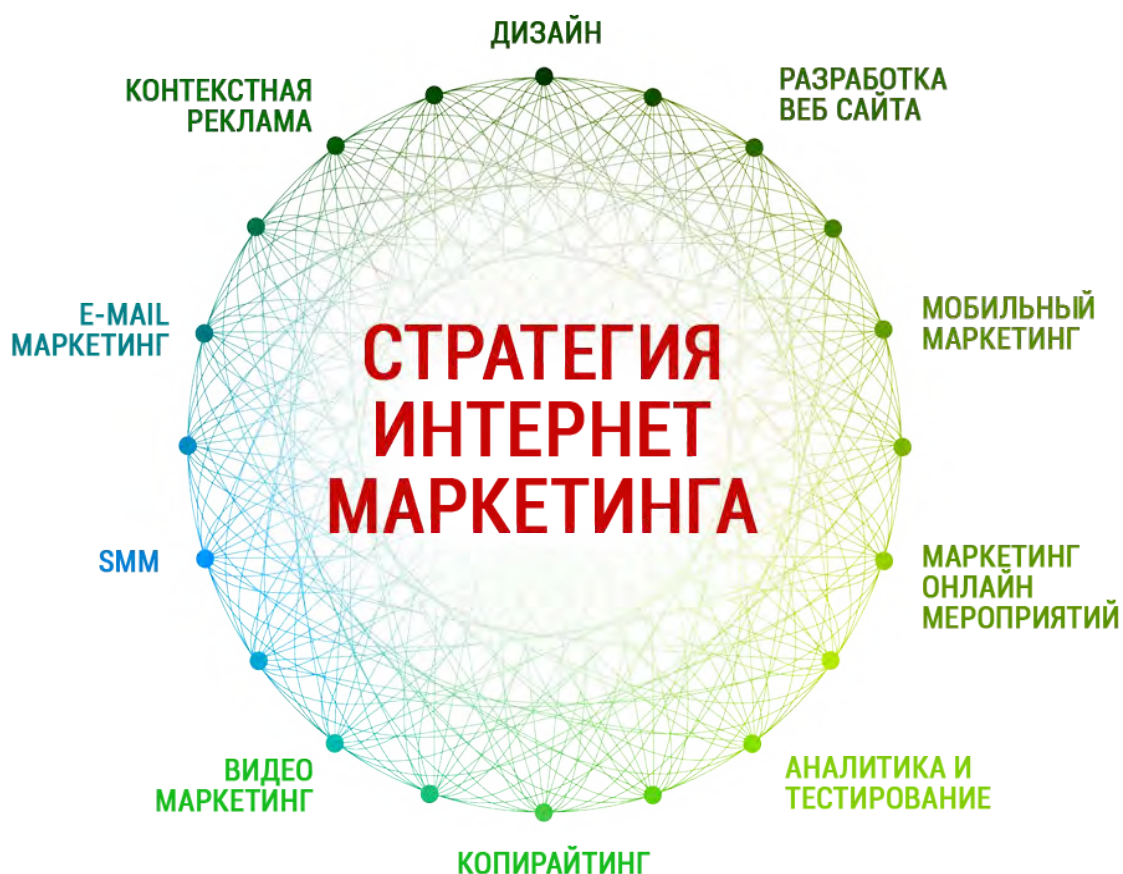 ДИЗАЙН
РАЗРАБОТКА
ВЕБ САЙТА
МОБИЛЬНЫЙ
МАРКЕТИНГ
МАРКЕТИНГ
ОНЛАЙН
МЕРОПРИЯТИЙ
АНАЛИТИКА И
ТЕСТИРОВАНИЕ
КОПИРАЙТИНГ
ВИДЕО
МАРКЕТИНГ
SMM
E-MAIL
МАРКЕТИНГ
КОНТЕКСТНАЯ
РЕКЛАМА
СТРАТЕГИЯ
ИНТЕРНЕТ
МАРКЕТИНГА